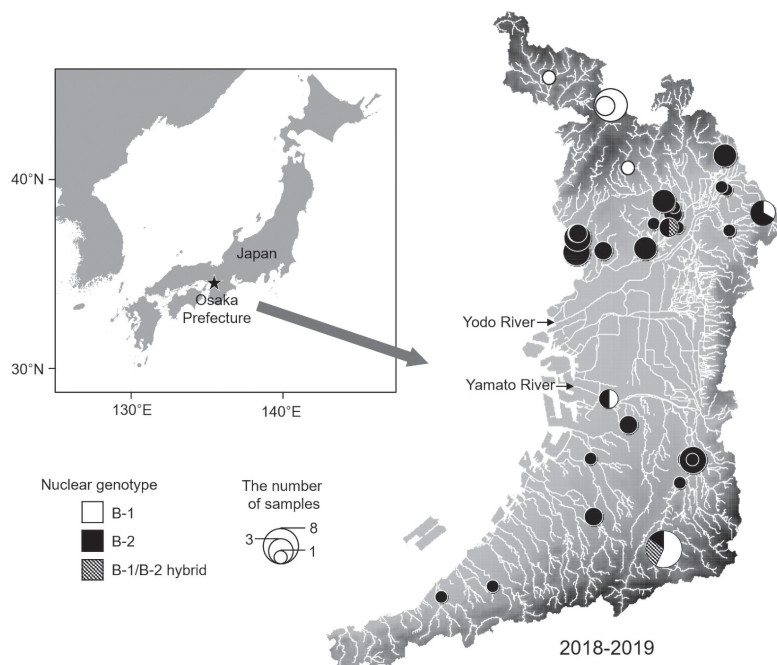 40°N
30°N
130°E
140°E
Japan
Osaka
Prefecture
Yodo River
Yamato River
Nuclear genotype
B-1
B-2
B-1/B-2 hybrid
The number
of samples
8
3
1
2018-2019